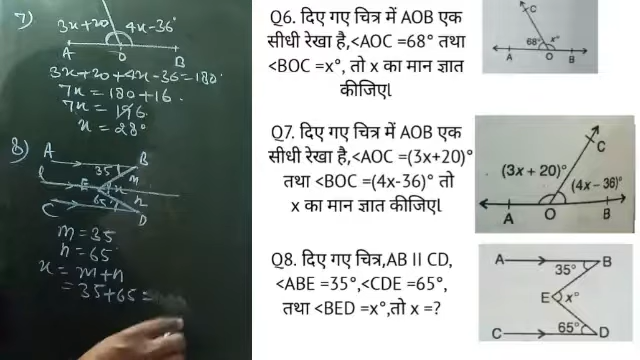 7)
3x+20
4x-36°
A
O
B
3x+20+4x-36=180
7x=180+16
7x=196
x=28°
8)
A
B
35
m
l
E
x
n
65
C
D
m=35
n=65
x=m+n
=35+65=
Q6. दिए गए चित्र में AOB एक
सीधी रेखा है,<AOC =68° तथा
<BOC =x°, तो x का मान ज्ञात
कीजिए।
C
68°
x°
A
O
B
Q7. दिए गए चित्र में AOB एक
सीधी रेखा है,<AOC =(3x+20)°
तथा <BOC =(4x-36)° तो
x का मान ज्ञात कीजिए।
C
(3x + 20)°
(4x – 36)°
A
O
B
Q8. दिए गए चित्र,AB II CD,
<ABE =35°,<CDE =65°,
तथा <BED =x°,तो x =?
A
B
35°
E
x°
65°
C
D